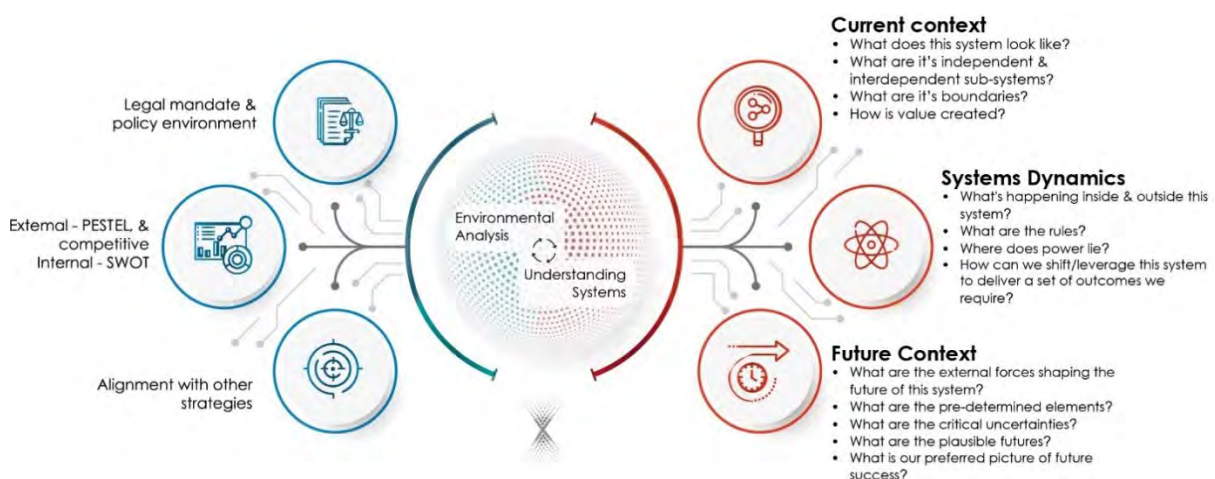 Legal mandate &
policy environment
External - PESTEL, &
competitive
Internal - SWOT
Alignment with other
strategies
Environmental
Analysis
Understanding
Systems
Current context
• What does this system look like?
• What are it's independent &
interdependent sub-systems?
• What are it's boundaries?
• How is value created?
Systems Dynamics
• What's happening inside & outside this
system?
• What are the rules?
• Where does power lie?
• How can we shift/leverage this system
to deliver a set of outcomes we
require?
Future Context
• What are the external forces shaping the
future of this system?
• What are the pre-determined elements?
• What are the critical uncertainties?
• What are the plausible futures?
• What is our preferred picture of future
success?